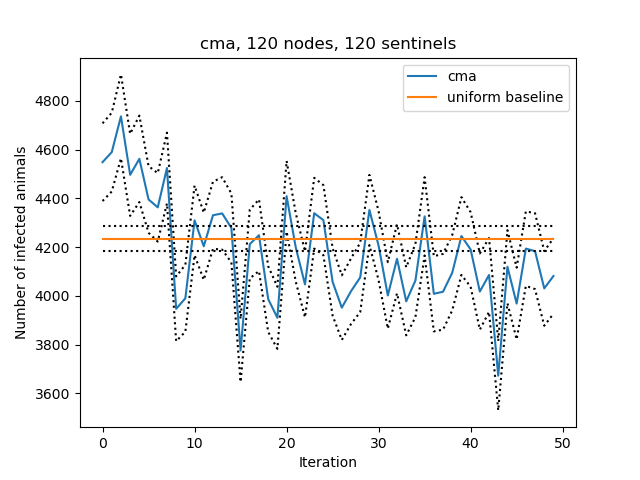 cma, 120 nodes, 120 sentinels
cma
uniform baseline
Number of infected animals
4800
4600
4400
4200
4000
3800
3600
0 10 20 30 40 50
Iteration